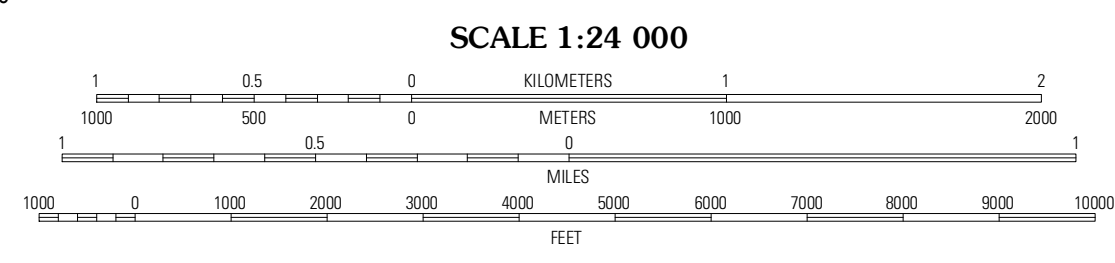 SCALE 1:24 000
1 0.5 0 KILOMETERS 1 2
1000 500 0 METERS 1000 2000
1 0.5 0 1
MILES
1000 0 1000 2000 3000 4000 5000 6000 7000 8000 9000 10000
FEET